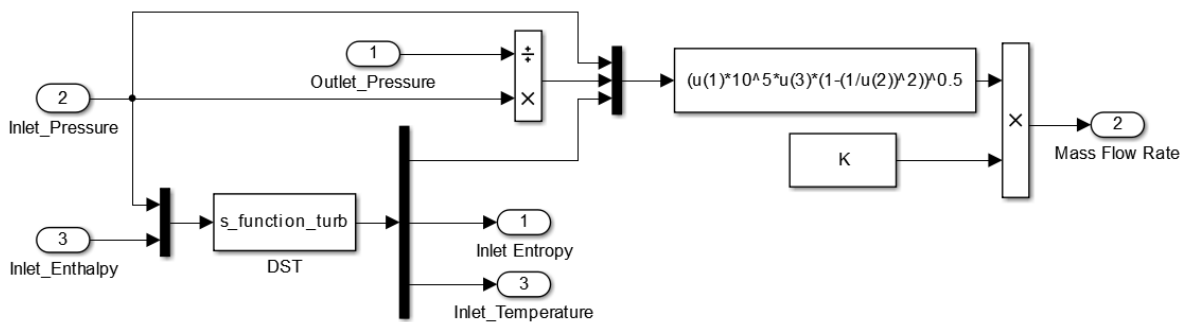 1
Outlet_Pressure
÷
×
2
Inlet_Pressure
(u(1)*10^5*u(3)*(1-(1/u(2))^2))^0.5
K
×
2
Mass Flow Rate
3
Inlet_Enthalpy
s_function_turb
DST
1
Inlet Entropy
3
Inlet_Temperature